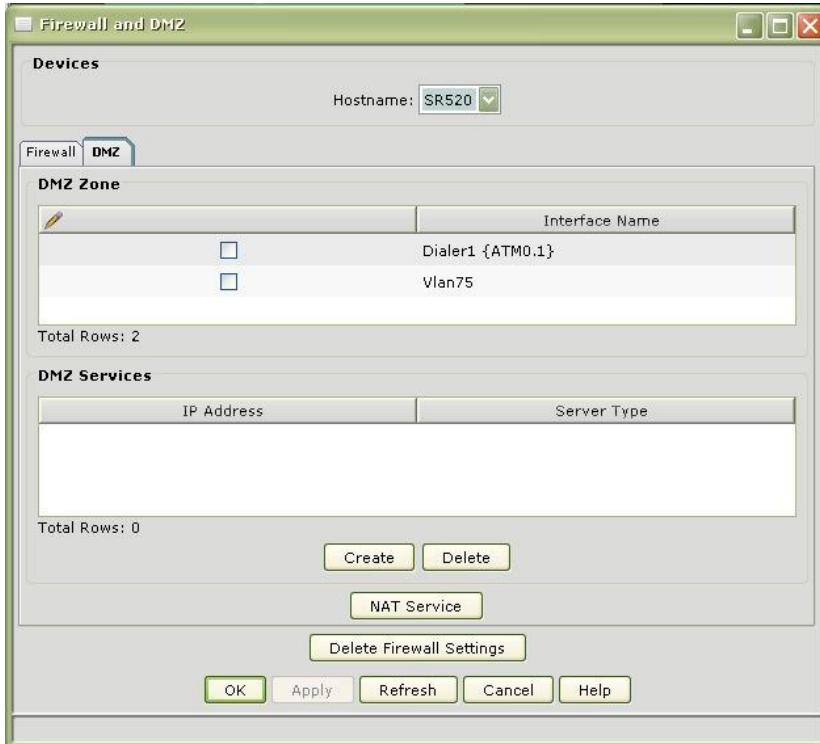 Firewall and DMZ
Devices
Hostname: SR520
Firewall DMZ
DMZ Zone
Interface Name
Dialer1 {ATM0.1}
Vlan75
Total Rows: 2
DMZ Services
IP Address Server Type
Total Rows: 0
Create Delete
NAT Service
Delete Firewall Settings
OK Apply Refresh Cancel Help